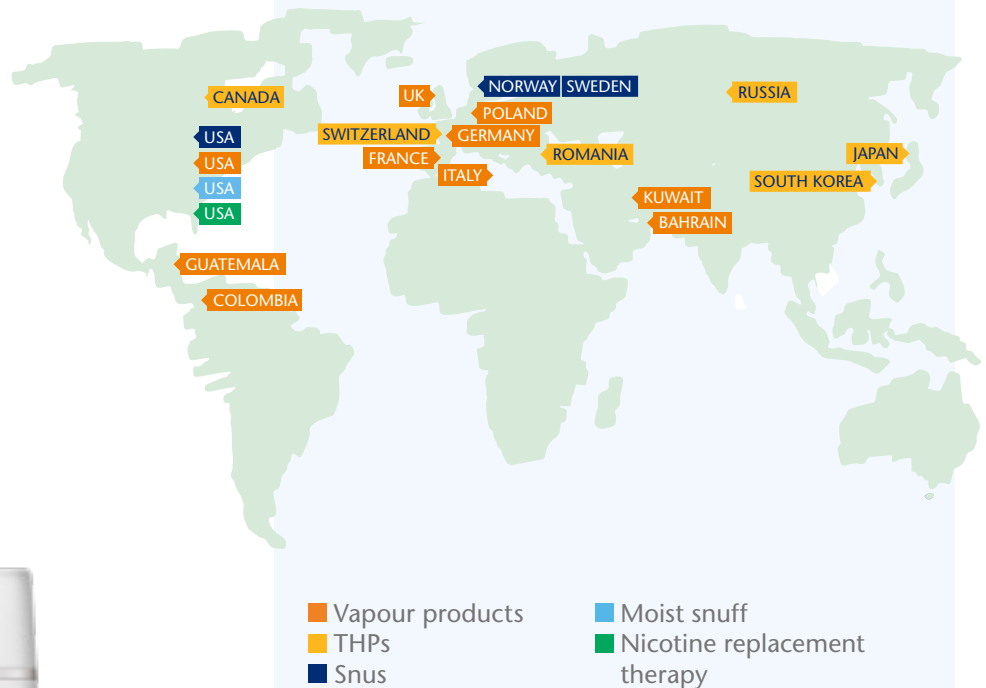 CANADA
UK
NORWAY SWEDEN
RUSSIA
POLAND
USA
SWITZERLAND
GERMANY
USA
FRANCE
ROMANIA
JAPAN
ITALY
SOUTH KOREA
USA
KUWAIT
USA
BAHRAIN
GUATEMALA
COLOMBIA
Vapour products
THPs
Snus
Moist snuff
Nicotine replacement
therapy